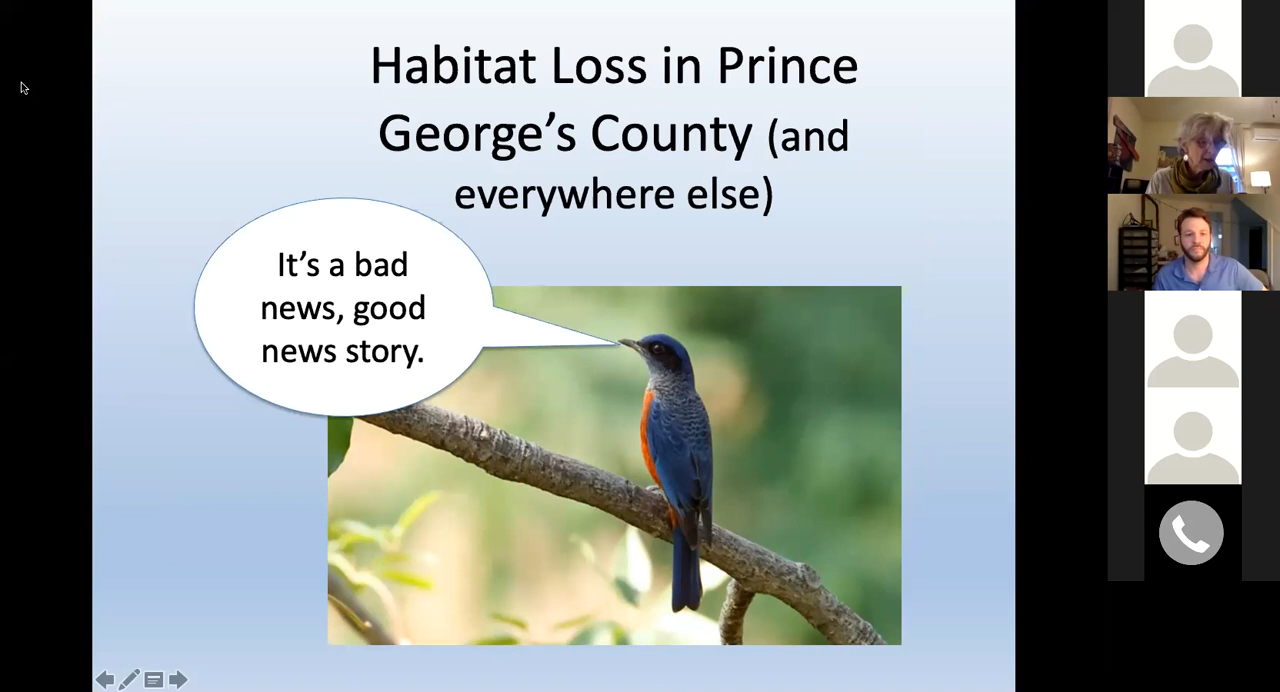 Habitat Loss in Prince
George’s County (and
everywhere else)
It’s a bad
news, good
news story.